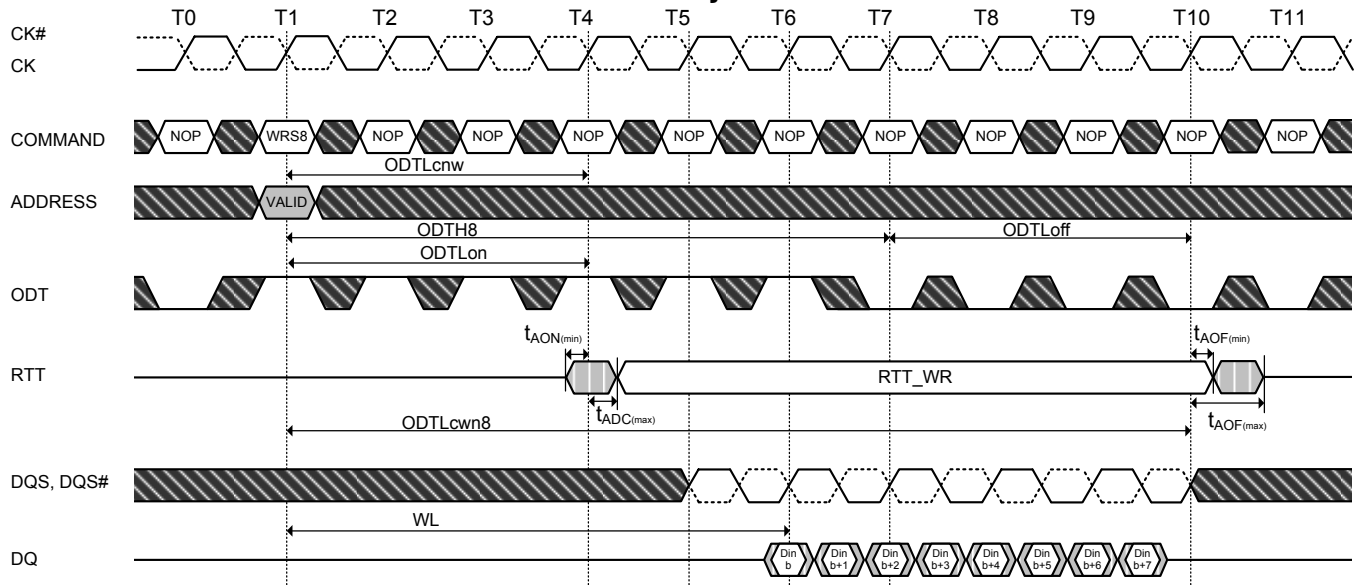 T0 T1 T2 T3 T4 T5 T6 T7 T8 T9 T10 T11
CK#
CK
COMMAND NOP WRS8 NOP NOP NOP NOP NOP NOP NOP NOP NOP NOP
ODTLcnw
ADDRESS VALID
ODTH8 ODTLoff
ODTLon
ODT
tAON(min) tAOF(min)
RTT RTT_WR
tADC(max) tAOF(max)
ODTLcwn8
DQS, DQS#
WL
DQ Din b Din b+1 Din b+2 Din b+3 Din b+4 Din b+5 Din b+6 Din b+7